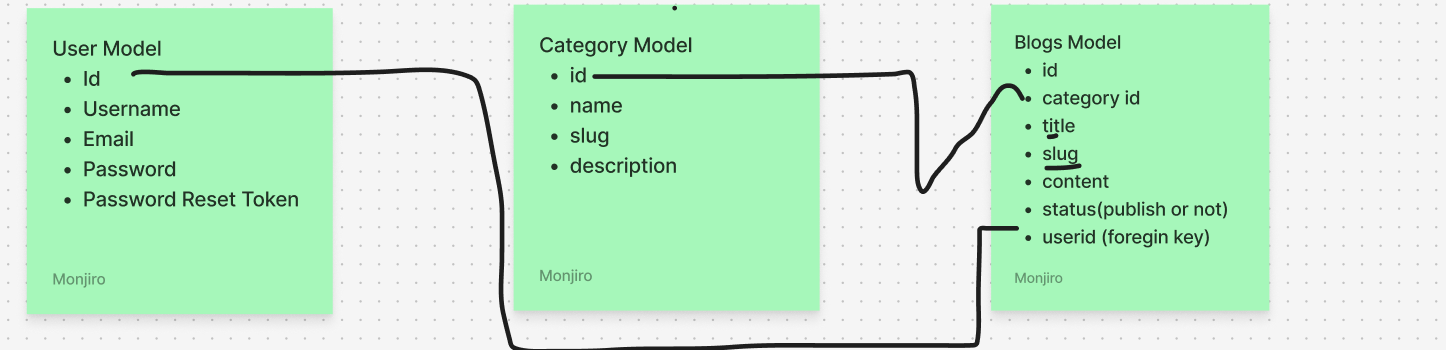 User Model
Id
Username
Email
Password
Password Reset Token
Monjiro
Category Model
id
name
slug
description
Monjiro
Blogs Model
id
category id
title
slug
content
status(publish or not)
userid (foregin key)
Monjiro